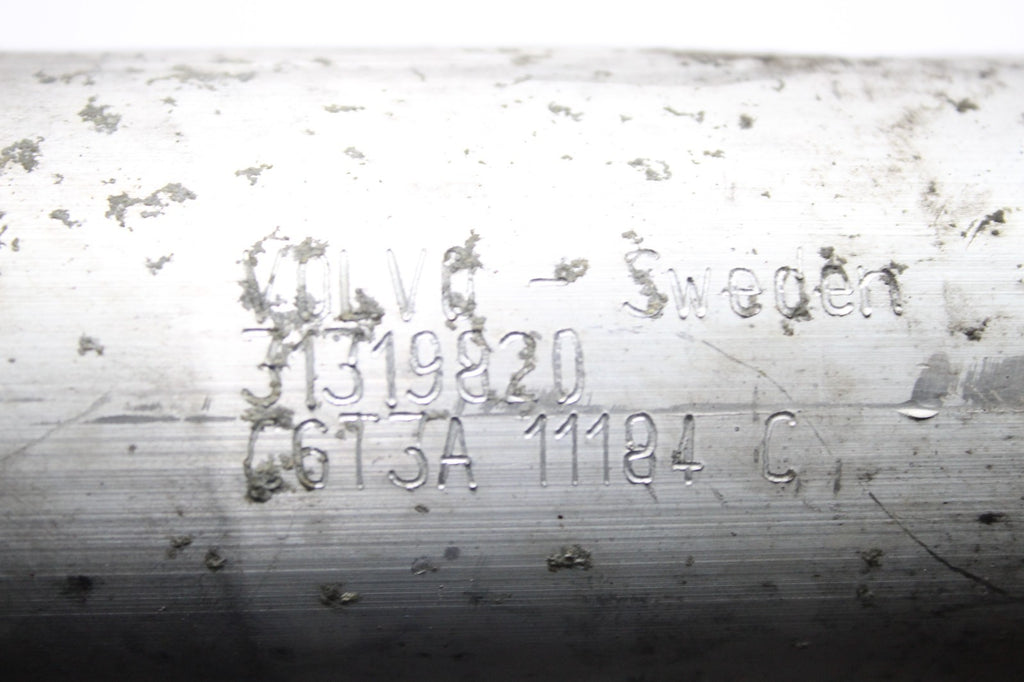 VOLVO - Sweden
31319820
C6T3A 11184 C